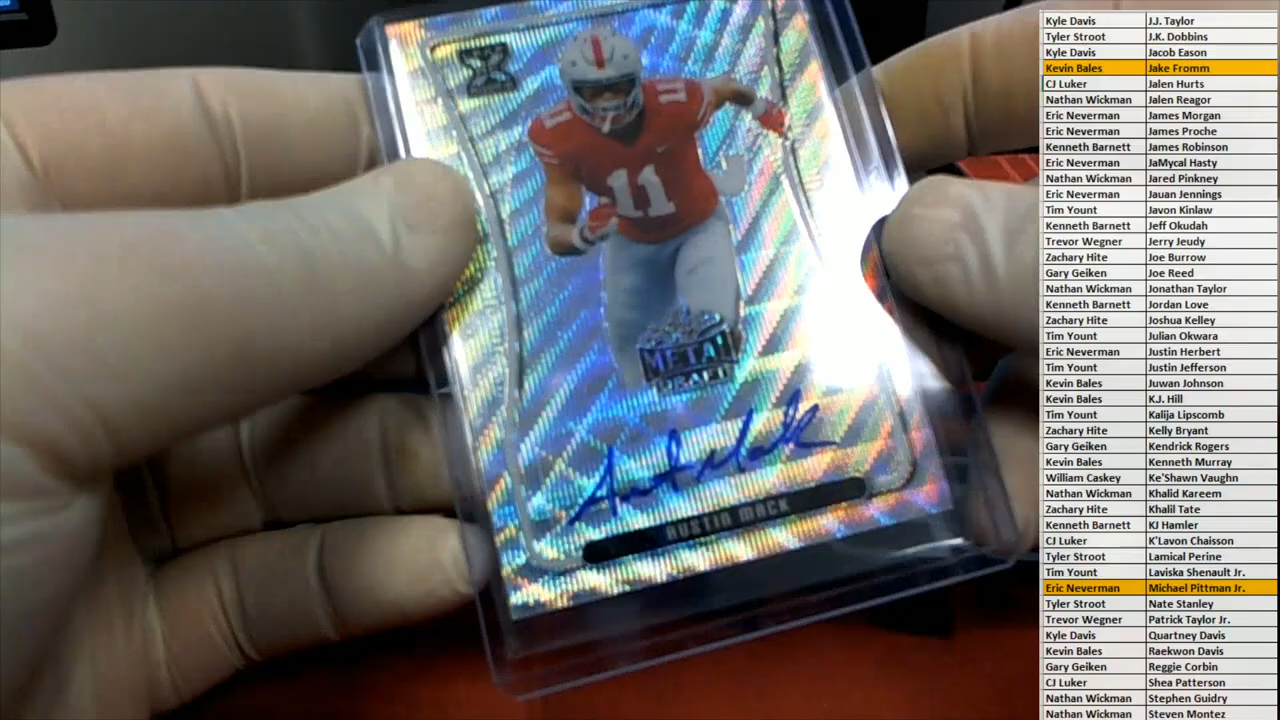 11
11
METAL
DRAFT
AUSTIN MACK
Kyle Davis J.J. Taylor
Tyler Stroot J.K. Dobbins
Kyle Davis Jacob Eason
Kevin Bales Jake Fromm
CJ Luker Jalen Hurts
Nathan Wickman Jalen Reagor
Eric Neverman James Morgan
Eric Neverman James Proche
Kenneth Barnett James Robinson
Eric Neverman JaMycal Hasty
Nathan Wickman Jared Pinkney
Eric Neverman Jauan Jennings
Tim Yount Javon Kinlaw
Kenneth Barnett Jeff Okudah
Trevor Wegner Jerry Jeudy
Zachary Hite Joe Burrow
Gary Geiken Joe Reed
Nathan Wickman Jonathan Taylor
Kenneth Barnett Jordan Love
Zachary Hite Joshua Kelley
Tim Yount Julian Okwara
Eric Neverman Justin Herbert
Tim Yount Justin Jefferson
Kevin Bales Juwan Johnson
Kevin Bales K.J. Hill
Tim Yount Kalija Lipscomb
Zachary Hite Kelly Bryant
Gary Geiken Kendrick Rogers
Kevin Bales Kenneth Murray
William Caskey Ke'Shawn Vaughn
Nathan Wickman Khalid Kareem
Zachary Hite Khalil Tate
Kenneth Barnett KJ Hamler
CJ Luker K'Lavon Chaisson
Tyler Stroot Lamical Perine
Tim Yount Laviska Shenault Jr.
Eric Neverman Michael Pittman Jr.
Tyler Stroot Nate Stanley
Trevor Wegner Patrick Taylor Jr.
Kyle Davis Quartney Davis
Kevin Bales Raekwon Davis
Gary Geiken Reggie Corbin
CJ Luker Shea Patterson
Nathan Wickman Stephen Guidry
Nathan Wickman Steven Montez